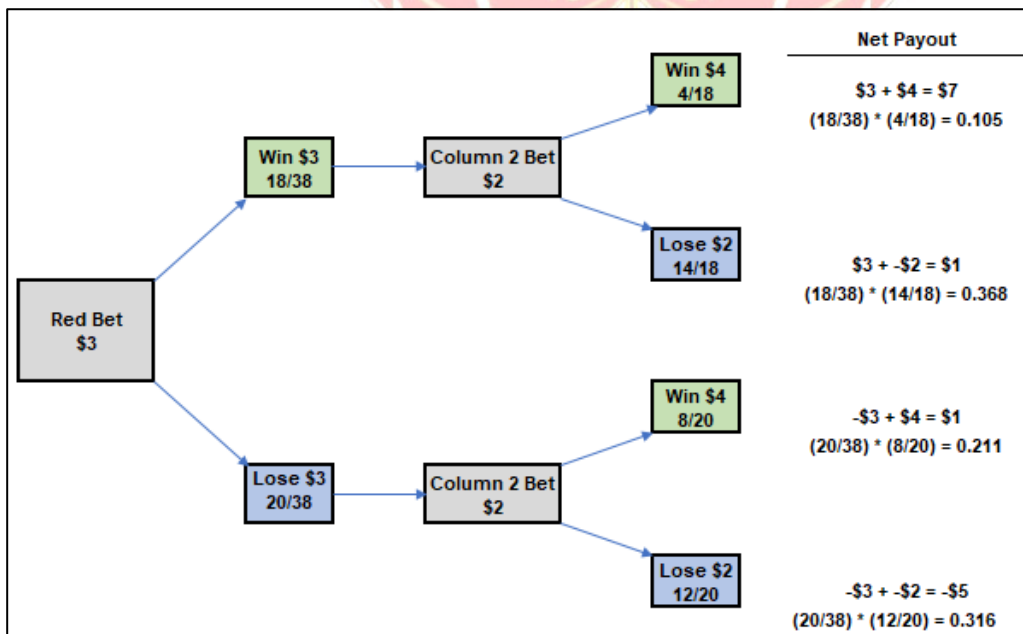 Net Payout
Win $4
4/18
$3 + $4 = $7
(18/38) * (4/18) = 0.105
Win $3
18/38
Column 2 Bet
$2
Lose $2
14/18
$3 + -$2 = $1
(18/38) * (14/18) = 0.368
Red Bet
$3
Win $4
8/20
-$3 + $4 = $1
(20/38) * (8/20) = 0.211
Lose $3
20/38
Column 2 Bet
$2
Lose $2
12/20
-$3 + -$2 = -$5
(20/38) * (12/20) = 0.316